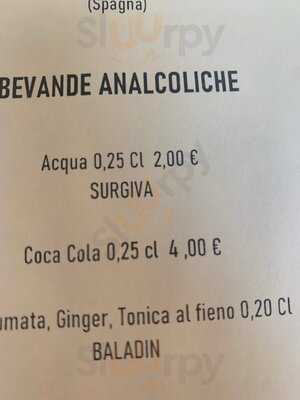 (Spagna)
BEVANDE ANALCOLICHE
Acqua 0,25 Cl 2,00 €
SURGIVA
Coca Cola 0,25 cl 4 ,00 €
Ginger, Tonica al fieno 0,20 Cl
BALADIN
Sluurpy